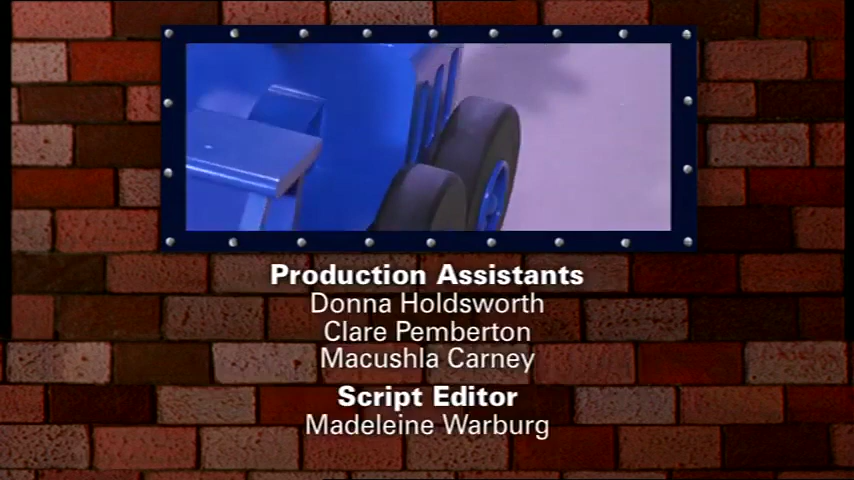 Production Assistants
Donna Holdsworth
Clare Pemberton
Macushla Carney
Script Editor
Madeleine Warburg